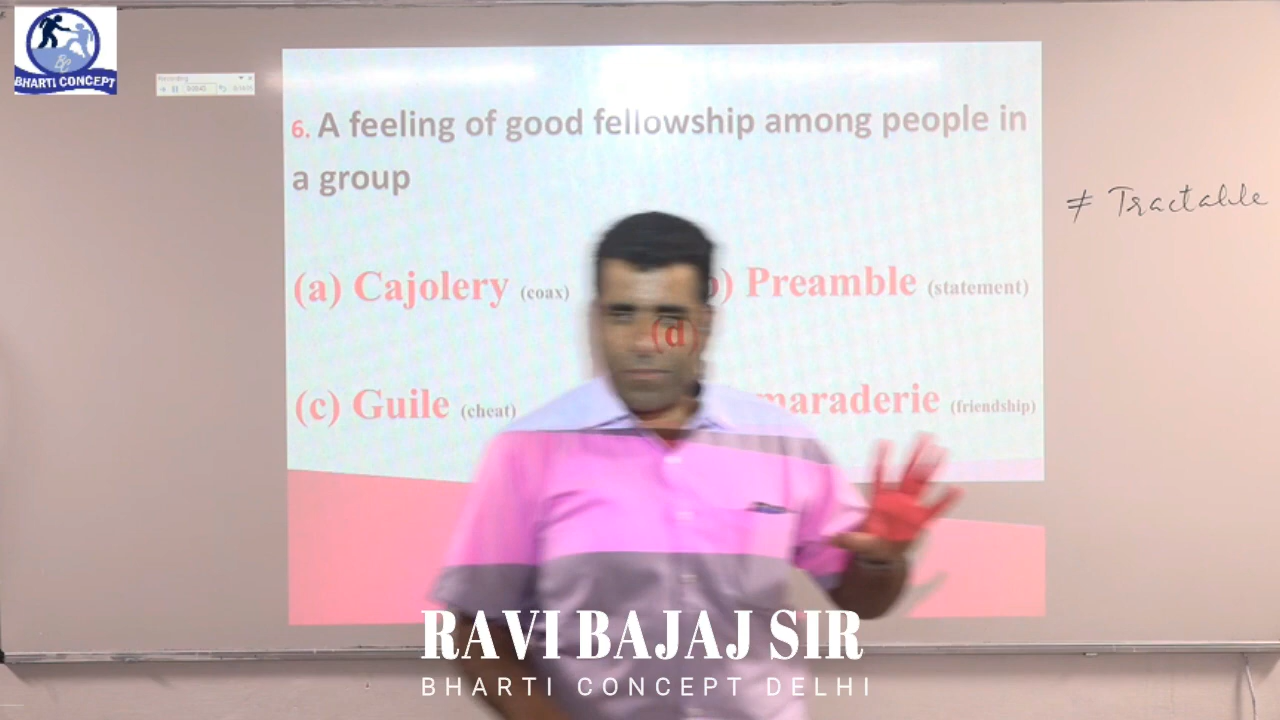 BHARTI CONCEPT
6. A feeling of good fellowship among people in
a group
≠ Tractable
(a) Cajolery (coax)
) Preamble (statement)
(d)
(c) Guile (cheat)
maraderie (friendship)
RAVI BAJAJ SIR
BHARTI CONCEPT DELHI